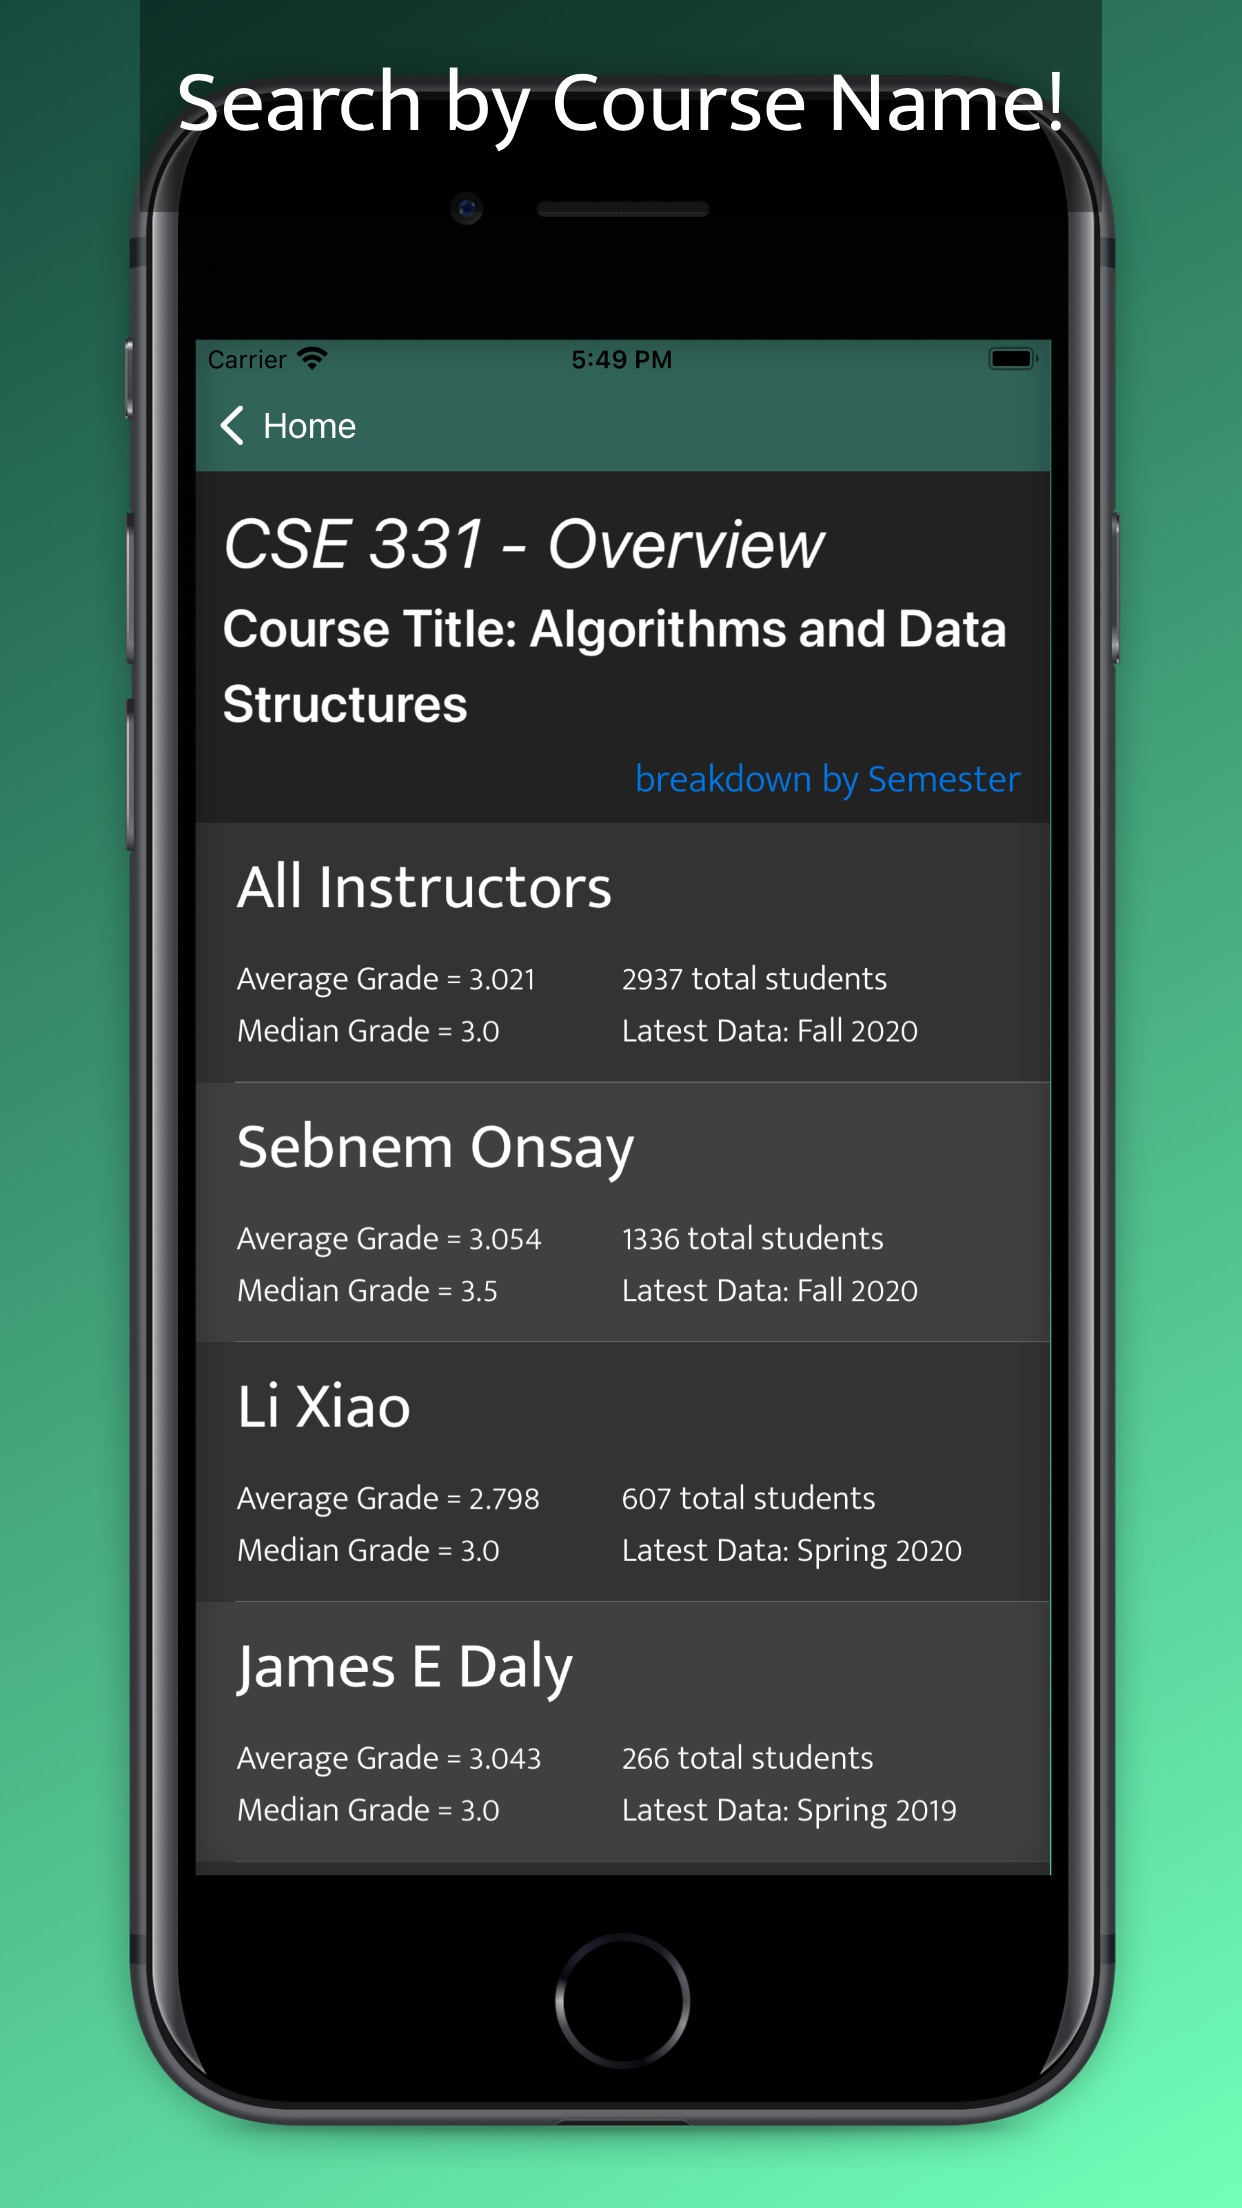 Search by Course Name!
Carrier 5:49 PM
Home
CSE 331 - Overview
Course Title: Algorithms and Data
Structures
breakdown by Semester
All Instructors
Average Grade = 3.021 2937 total students
Median Grade = 3.0 Latest Data: Fall 2020
Sebnem Onsay
Average Grade = 3.054 1336 total students
Median Grade = 3.5 Latest Data: Fall 2020
Li Xiao
Average Grade = 2.798 607 total students
Median Grade = 3.0 Latest Data: Spring 2020
James E Daly
Average Grade = 3.043 266 total students
Median Grade = 3.0 Latest Data: Spring 2019